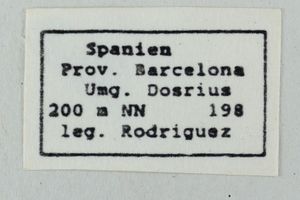 Spanien
Prov. Barcelona
Umg. Dosrius
200 m NN 198
leg. Rodriguez